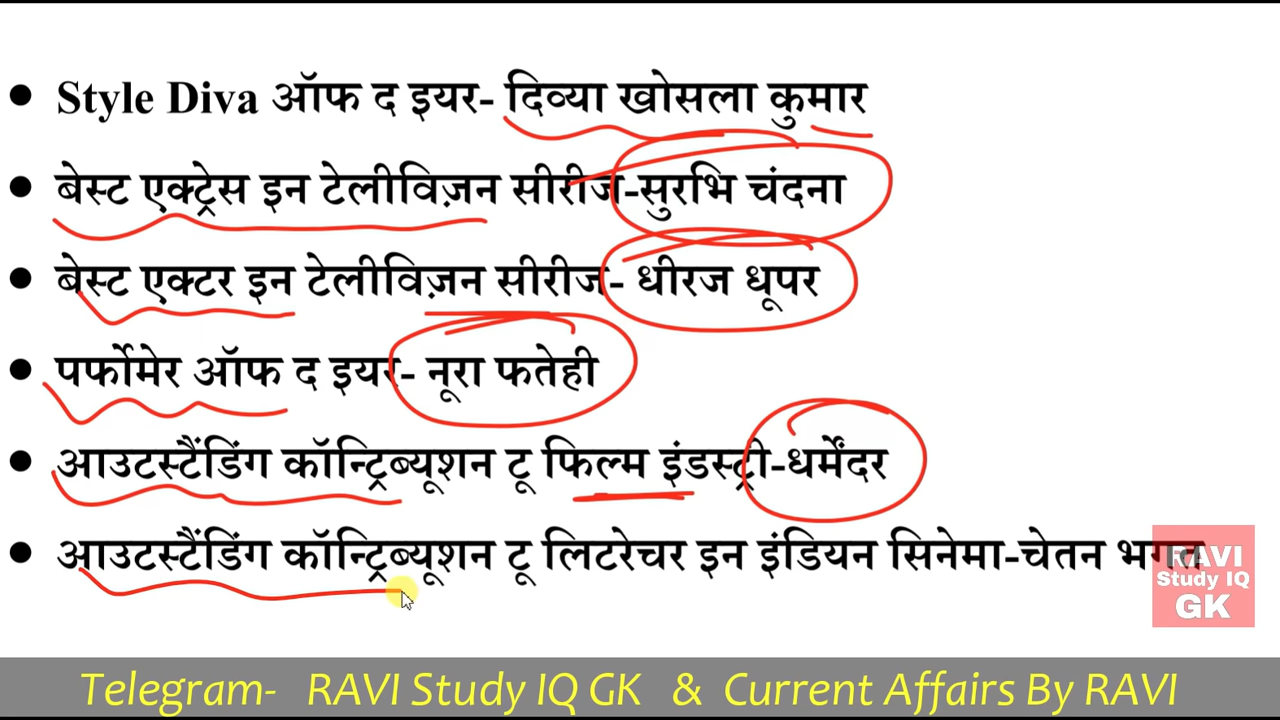 • Style Diva ऑफ द इयर- दिव्या खोसला कुमार
• बेस्ट एक्ट्रेस इन टेलीविज़न सीरीज-सुरभि चंदना
• बेस्ट एक्टर इन टेलीविज़न सीरीज- धीरज धूपर
• पर्फोमेर ऑफ द इयर- नूरा फतेही
• आउटस्टैंडिंग कॉन्ट्रिब्यूशन टू फिल्म इंडस्ट्री-धर्मेंदर
• आउटस्टैंडिंग कॉन्ट्रिब्यूशन टू लिटरेचर इन इंडियन सिनेमा-चेतन भगत
RAVI
Study IQ
GK
Telegram- RAVI Study IQ GK & Current Affairs By RAVI